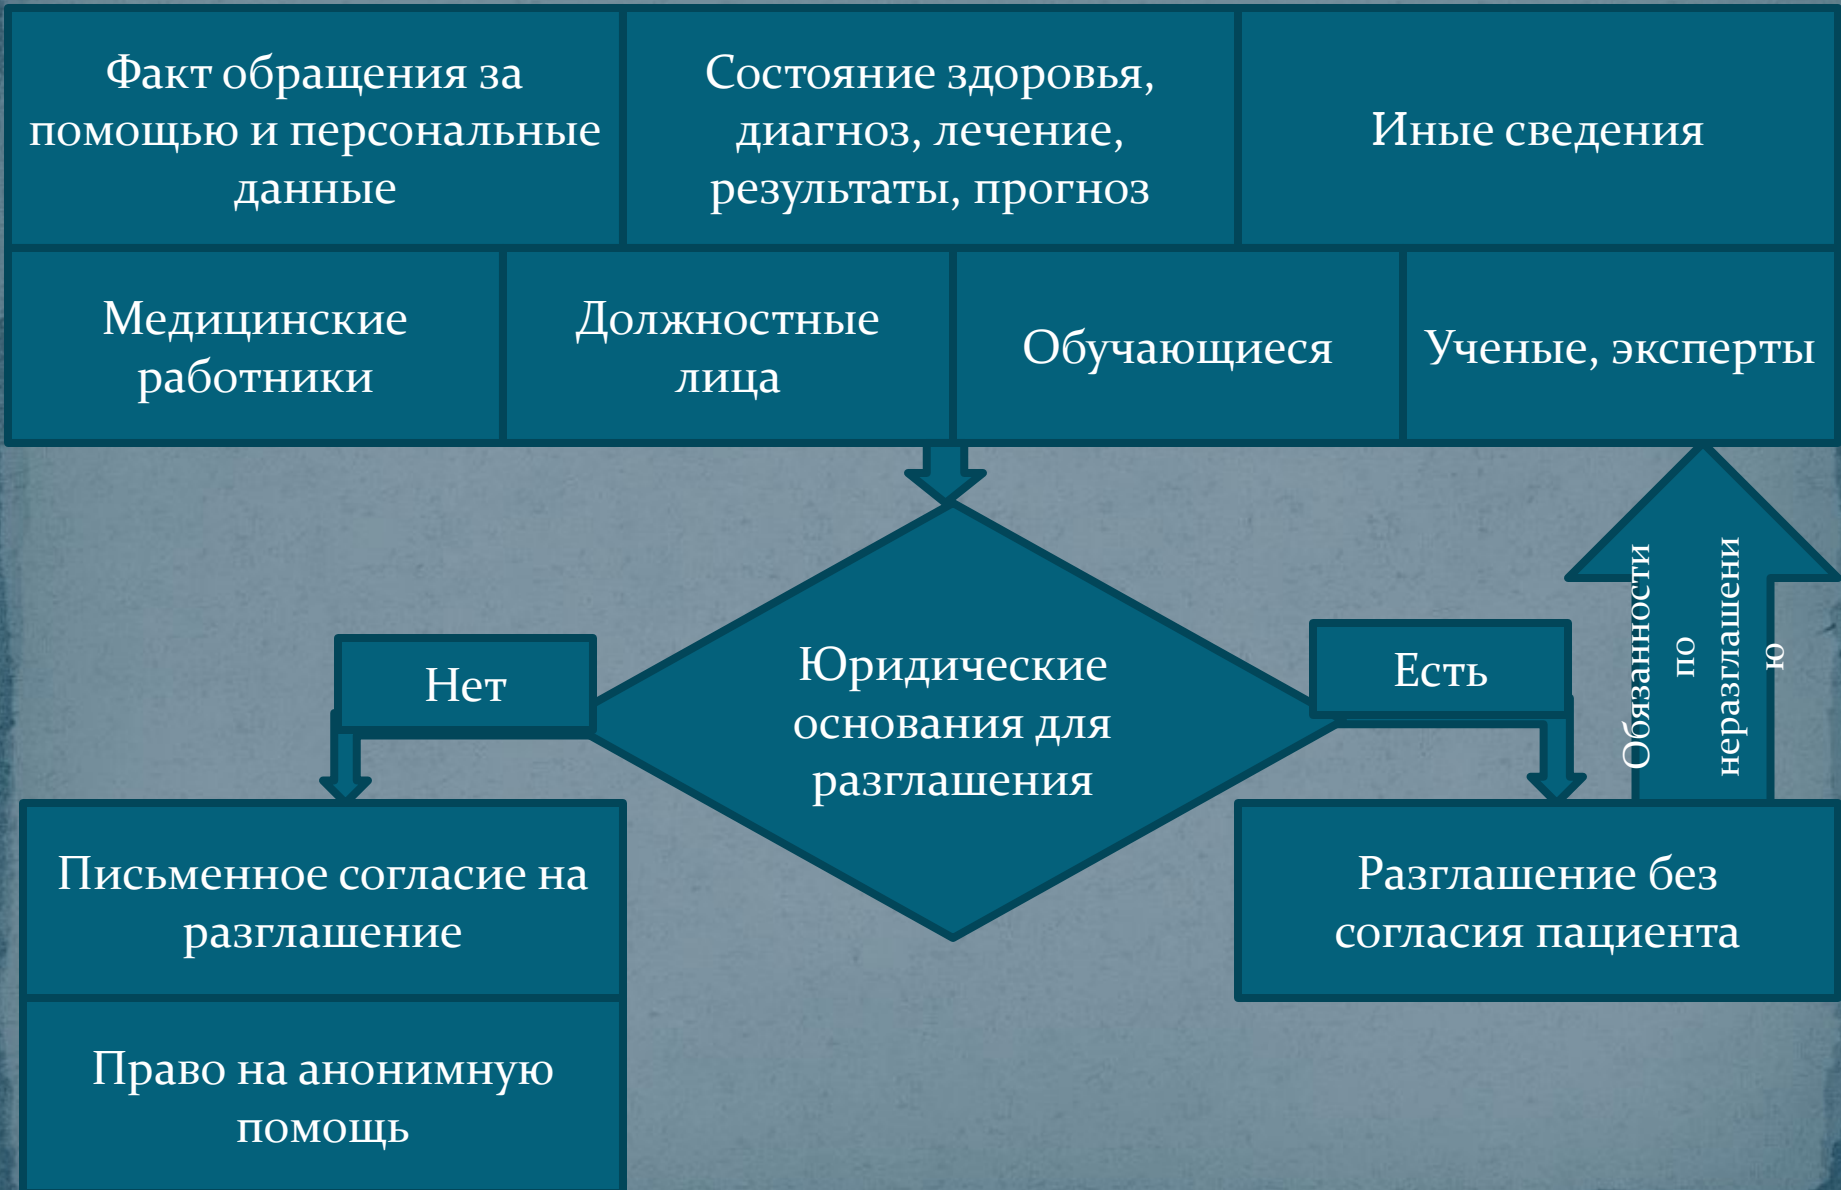 Факт обращения за
помощью и персональные
данные
Состояние здоровья,
диагноз, лечение,
результаты, прогноз
Иные сведения
Медицинские
работники
Должностные
лица
Обучающиеся
Ученые, эксперты
Юридические
основания для
разглашения
Нет
Есть
Обязанности
по
неразглашени
ю
Письменное согласие на
разглашение
Право на анонимную
помощь
Разглашение без
согласия пациента